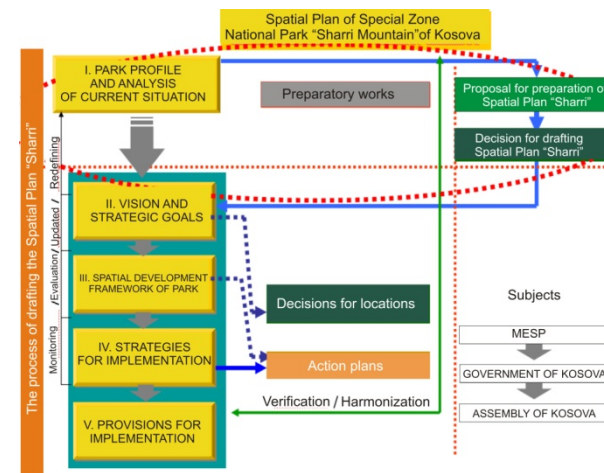 Spatial Plan of Special Zone
National Park “Sharri Mountain”of Kosova
I. PARK PROFILE
AND ANALYSIS
OF CURRENT SITUATION
Preparatory works
Proposal for preparation of
Spatial Plan “Sharri”
Decision for drafting
Spatial Plan “Sharri”
The process of drafting the Spatial Plan “Sharri”
Monitoring /Evaluation/ Updated / Redefining
II. VISION AND
STRATEGIC GOALS
III. SPATIAL DEVELOPMENT
FRAMEWORK OF PARK
Decisions for locations
IV. STRATEGIES
FOR IMPLEMENTATION
Action plans
V. PROVISIONS FOR
IMPLEMENTATION
Verification / Harmonization
Subjects
MESP
GOVERNMENT OF KOSOVA
ASSEMBLY OF KOSOVA